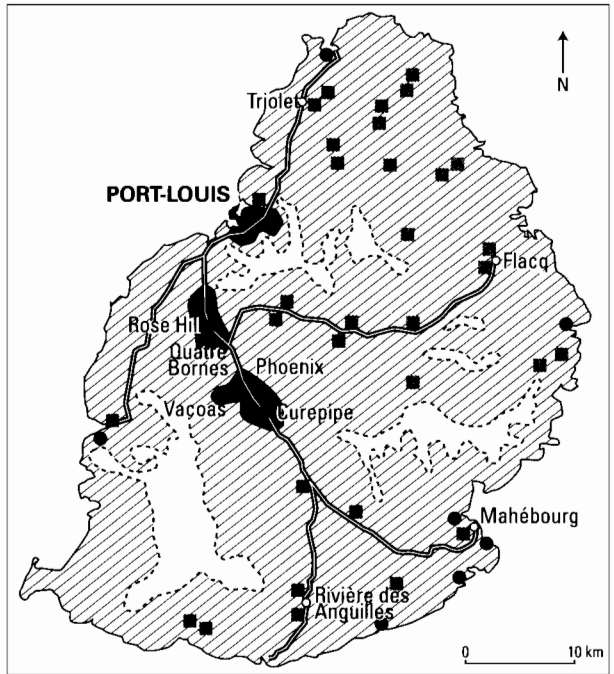 N
Triolet
PORT-LOUIS
Flacq
Rose Hill
Quatre
Bornes
Phoenix
Vacoas
Curepipe
Mahébourg
Rivière des
Anguilles
0 10 km